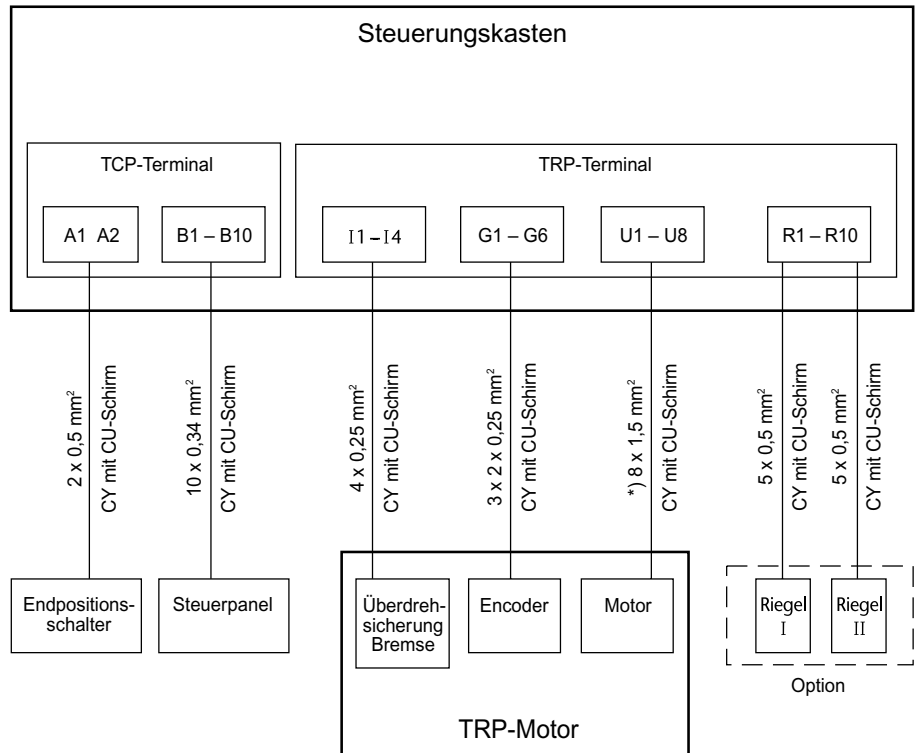 Steuerungskasten
TCP-Terminal
TRP-Terminal
A1 A2
B1 – B10
I1 – I4
G1 – G6
U1 – U8
R1 – R10
2 x 0,5 mm²
CY mit CU-Schirm
10 x 0,34 mm²
CY mit CU-Schirm
4 x 0,25 mm²
CY mit CU-Schirm
3 x 2 x 0,25 mm²
CY mit CU-Schirm
*) 8 x 1,5 mm²
CY mit CU-Schirm
5 x 0,5 mm²
CY mit CU-Schirm
5 x 0,5 mm²
CY mit CU-Schirm
Endpositions-
schalter
Steuerpanel
Überdreh-
sicherung
Bremse
Encoder
Motor
Riegel
I
Riegel
II
Option
TRP-Motor